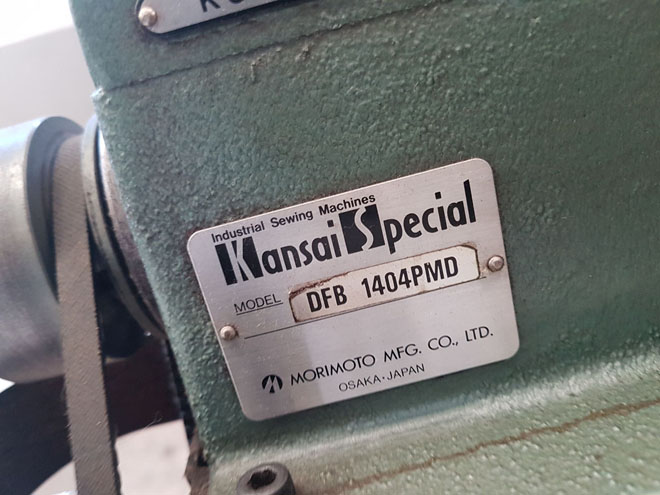 Industrial Sewing Machines
Kansai Special
MODEL DFB 1404PMD
MORIMOTO MFG. CO., LTD.
OSAKA-JAPAN